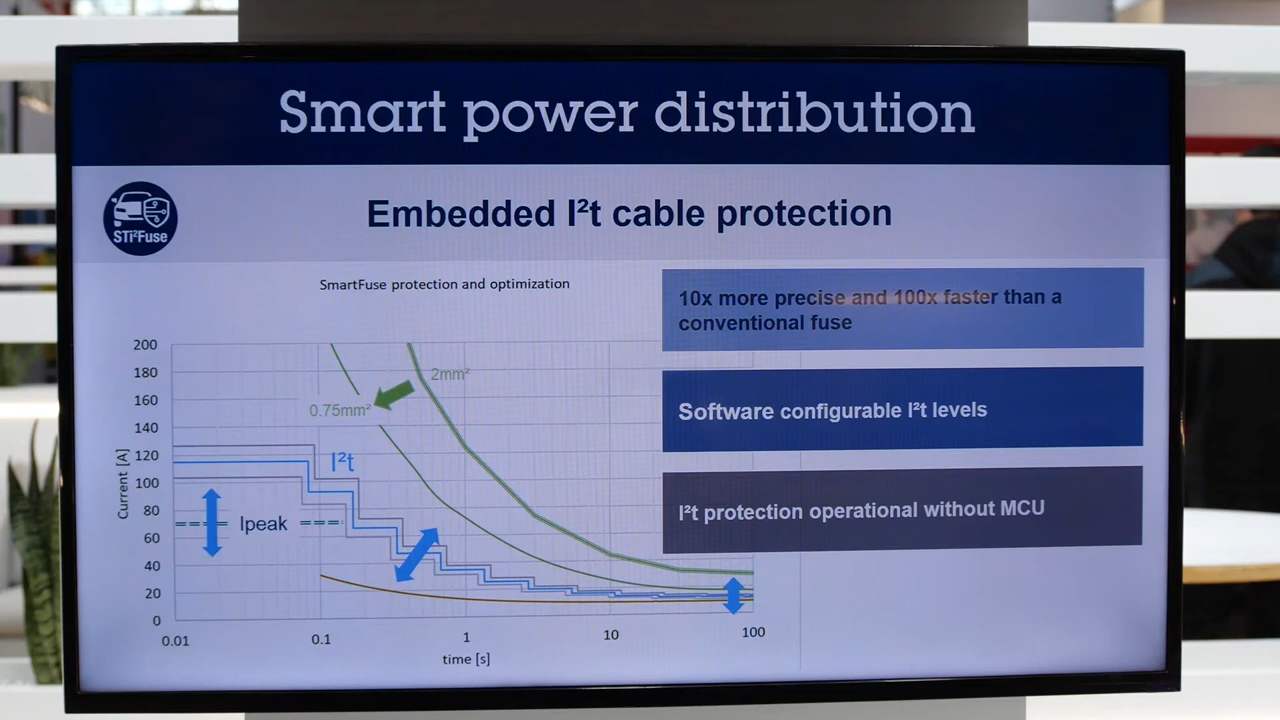 Smart power distribution
STi²Fuse
Embedded I²t cable protection
SmartFuse protection and optimization
10x more precise and 100x faster than a
conventional fuse
Software configurable I²t levels
I²t protection operational without MCU
Current [A]
200
180
160
140
120
100
80
60
40
20
0
2mm²
0.75mm²
I²t
Ipeak
0.01
0.1
1
10
100
time [s]